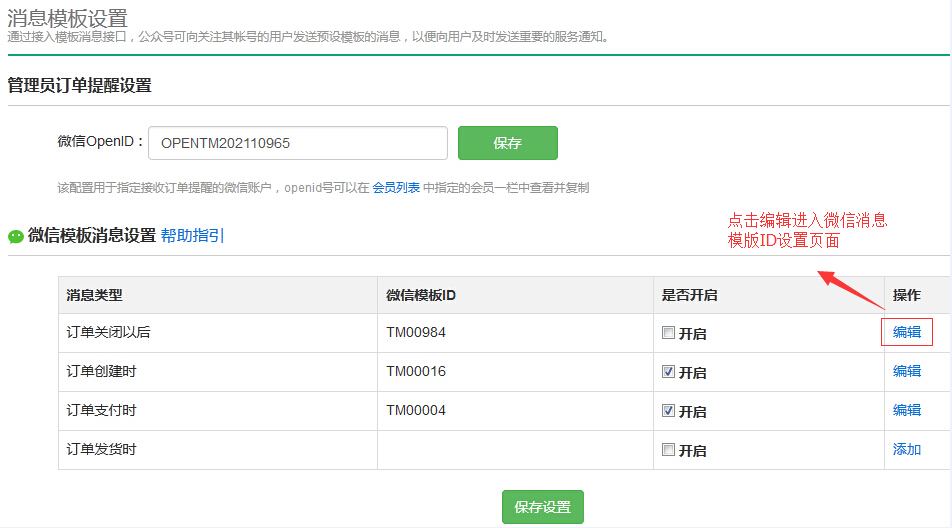 消息模板设置
通过接入模板消息接口，公众号可向关注其帐号的用户发送预设模板的消息，以便向用户及时发送重要的服务通知。
管理员订单提醒设置
微信OpenID： OPENTM202110965 保存
该配置用于指定接收订单提醒的微信账户，openid号可以在 会员列表 中指定的会员一栏中查看并复制
点击编辑进入微信消息
模版ID设置页面
微信模板消息设置 帮助指引
消息类型 微信模板ID 是否开启 操作
订单关闭以后 TM00984 开启 编辑
订单创建时 TM00016 开启 编辑
订单支付时 TM00004 开启 编辑
订单发货时 开启 添加
保存设置